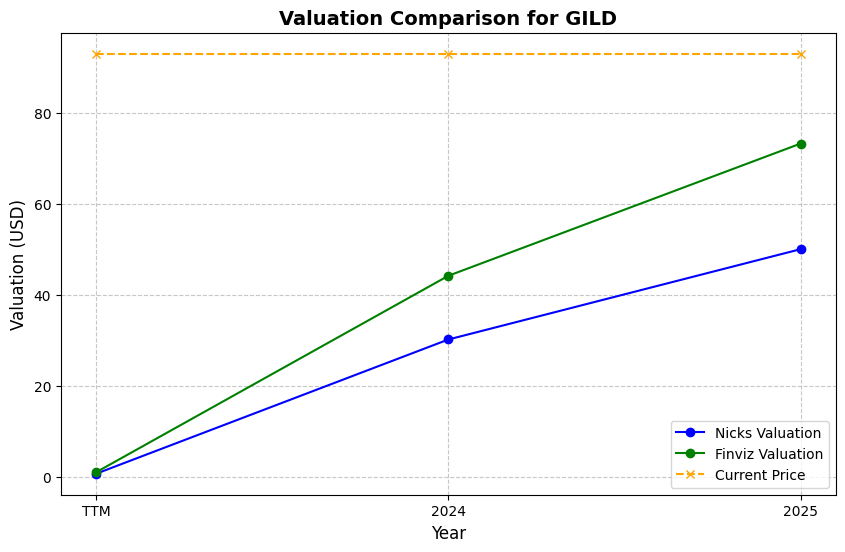 Valuation Comparison for GILD
Valuation (USD)
80
60
40
20
0
TTM
2024
2025
Year
Nicks Valuation
Finviz Valuation
Current Price